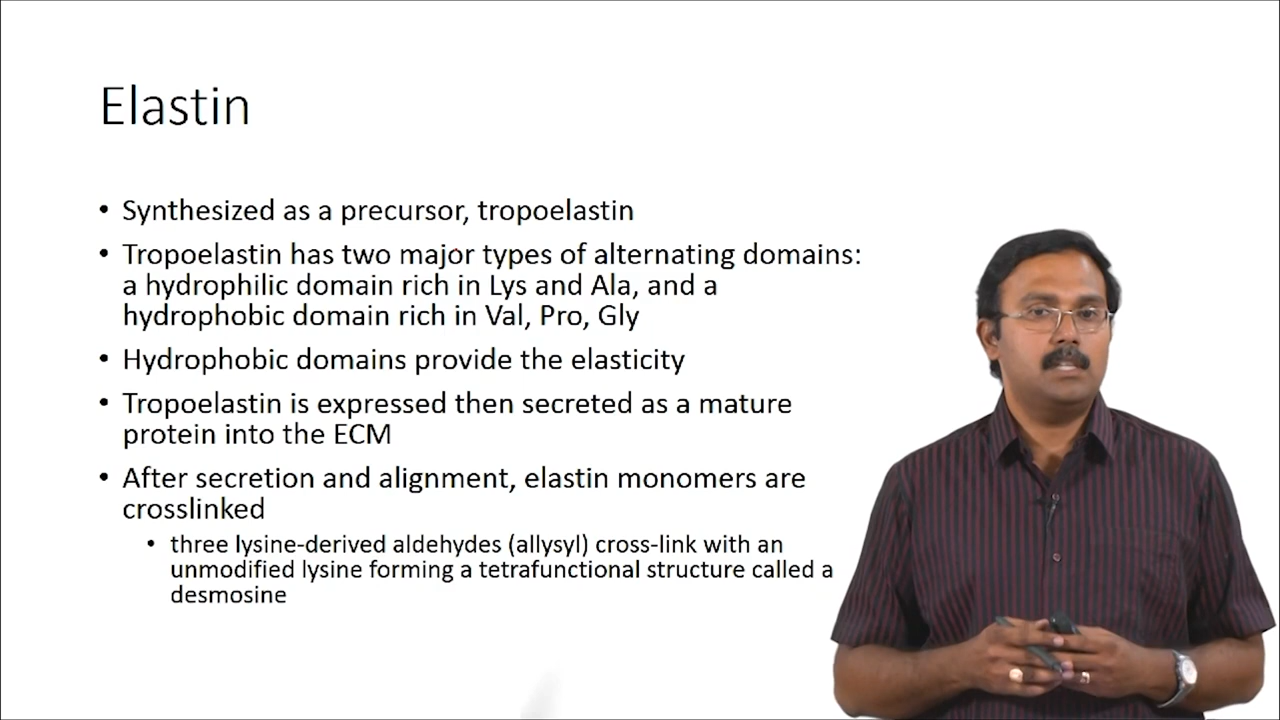 Elastin
• Synthesized as a precursor, tropoelastin
• Tropoelastin has two major types of alternating domains:
a hydrophilic domain rich in Lys and Ala, and a
hydrophobic domain rich in Val, Pro, Gly
• Hydrophobic domains provide the elasticity
• Tropoelastin is expressed then secreted as a mature
protein into the ECM
• After secretion and alignment, elastin monomers are
crosslinked
• three lysine-derived aldehydes (allysyl) cross-link with an
unmodified lysine forming a tetrafunctional structure called a
desmosine